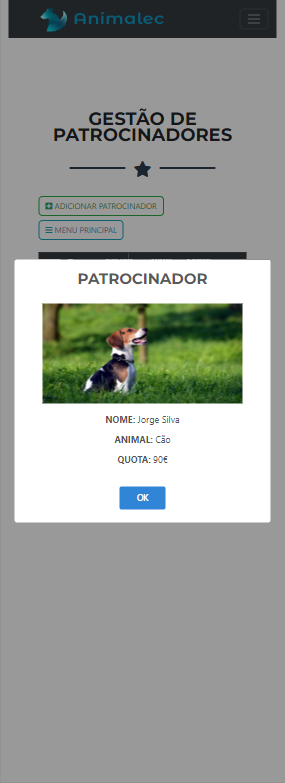 Animalec
GESTÃO DE
PATROCINADORES
ADICIONAR PATROCINADOR
MENU PRINCIPAL
PATROCINADOR
NOME: Jorge Silva
ANIMAL: Cão
QUOTA: 90€
OK